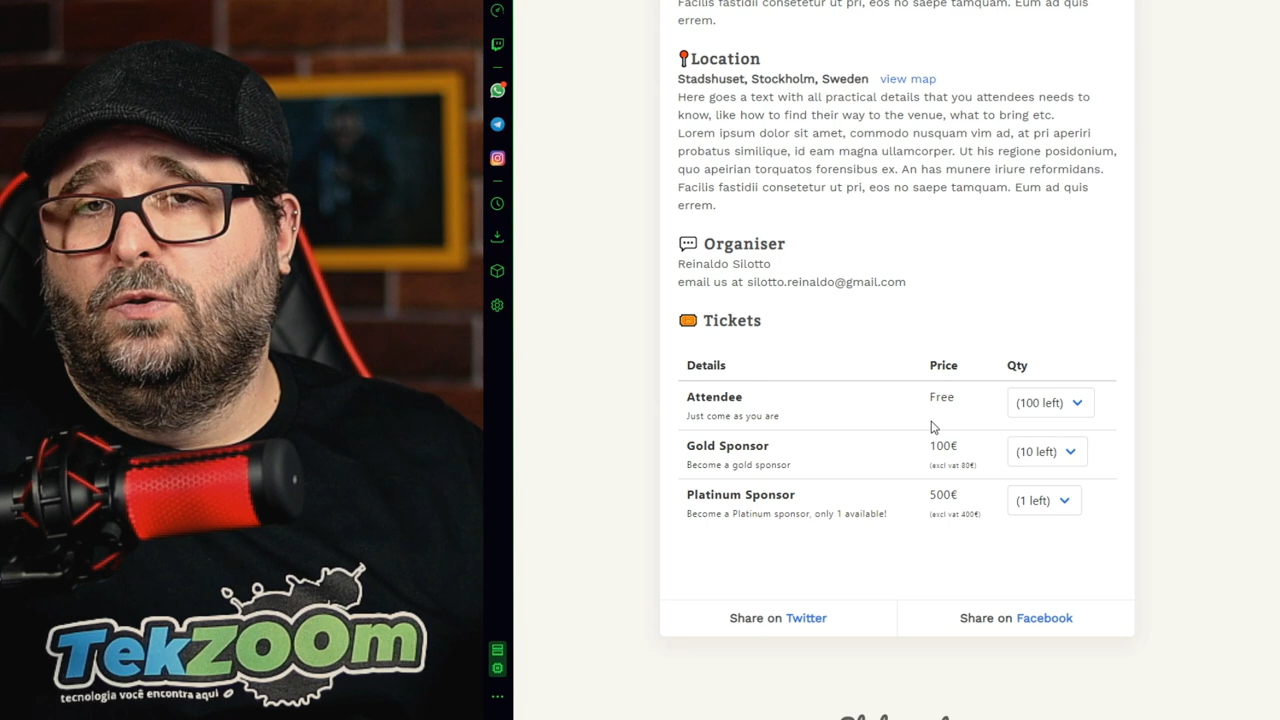 Facilis fastidii consetetur ut pri, eos no saepe tamquam. Eum ad quis
errem.
Location
Stadshuset, Stockholm, Sweden view map
Here goes a text with all practical details that you attendees needs to
know, like how to find their way to the venue, what to bring etc.
Lorem ipsum dolor sit amet, commodo nusquam vim ad, at pri aperiri
probatus similique, id eam magna ullamcorper. Ut his regione posidonium,
quo apeirian torquatos forensibus ex. An has munere iriure reformidans.
Facilis fastidii consetetur ut pri, eos no saepe tamquam. Eum ad quis
errem.
Organiser
Reinaldo Silotto
email us at silotto.reinaldo@gmail.com
Tickets
Details Price Qty
Attendee Free (100 left)
Just come as you are
Gold Sponsor 100€ (10 left)
Become a gold sponsor (excl vat 80€)
Platinum Sponsor 500€ (1 left)
Become a Platinum sponsor, only 1 available! (excl vat 400€)
Share on Twitter Share on Facebook
TekZOOm
tecnologia você encontra aqui